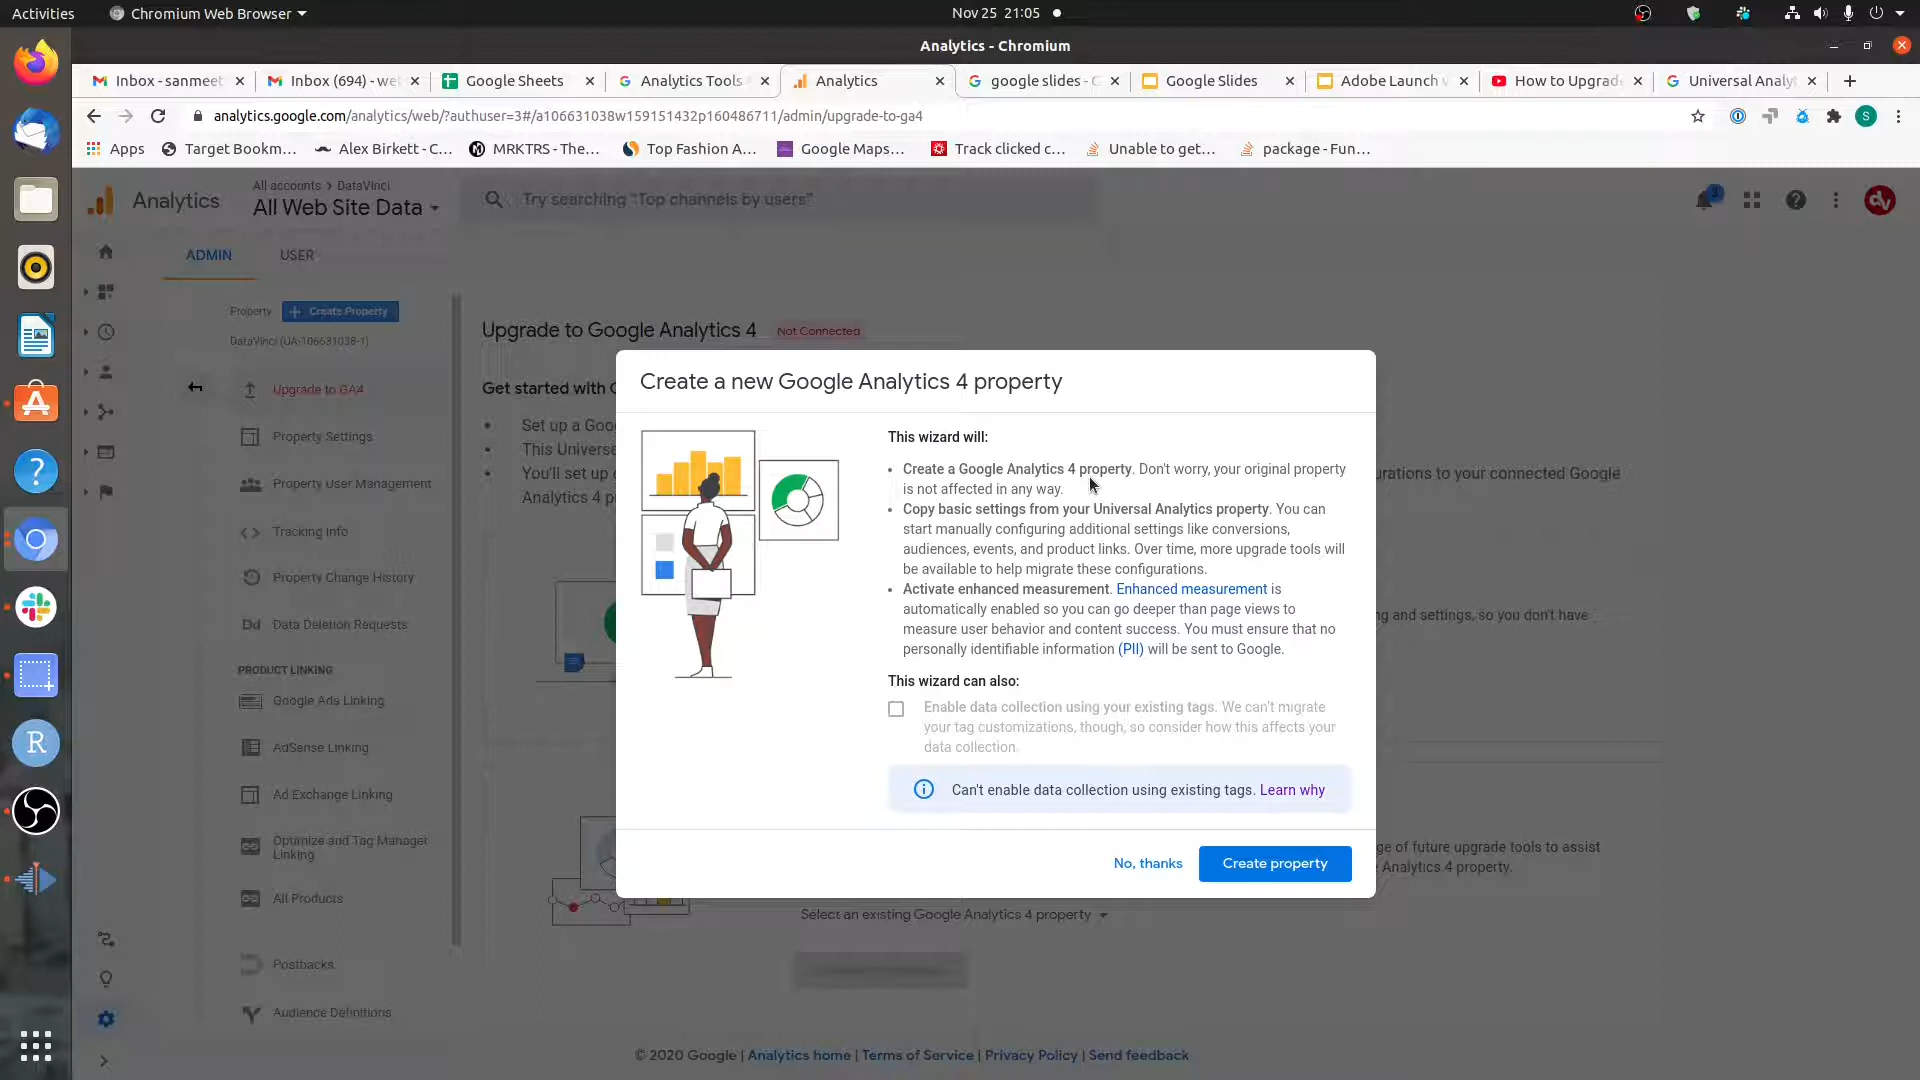 Activities
Chromium Web Browser
Nov 25 21:05
Analytics - Chromium
Inbox - sanmeet
Inbox (694) - we
Google Sheets
Analytics Tools
Analytics
google slides - G
Google Slides
Adobe Launch
How to Upgrad
Universal Analy
analytics.google.com/analytics/web/?authuser=3#/a106631038w159151432p160486711/admin/upgrade-to-ga4
S
Apps
Target Bookm...
Alex Birkett - C...
MRKTRS - The...
Top Fashion A...
Google Maps...
Track clicked c...
Unable to get...
package - Fun...
Analytics
All accounts > DataVinci
All Web Site Data
Try searching "Top channels by users"
3
dv
ADMIN
USER
Property
+ Create Property
DataVinci (UA-106631038-1)
Upgrade to GA4
Property Settings
Property User Management
Tracking Info
Property Change History
Dd Data Deletion Requests
PRODUCT LINKING
Google Ads Linking
AdSense Linking
Ad Exchange Linking
Optimize and Tag Manager
Linking
All Products
Postbacks
Audience Definitions
Upgrade to Google Analytics 4
Not Connected
Get started with G
Set up a Goo
This Universa
You'll set up
Analytics 4 p
urations to your connected Google
ng and settings, so you don't have
ge of future upgrade tools to assist
Analytics 4 property.
Create a new Google Analytics 4 property
This wizard will:
• Create a Google Analytics 4 property. Don't worry, your original property
is not affected in any way.
• Copy basic settings from your Universal Analytics property. You can
start manually configuring additional settings like conversions,
audiences, events, and product links. Over time, more upgrade tools will
be available to help migrate these configurations.
• Activate enhanced measurement. Enhanced measurement is
automatically enabled so you can go deeper than page views to
measure user behavior and content success. You must ensure that no
personally identifiable information (PII) will be sent to Google.
This wizard can also:
Enable data collection using your existing tags. We can't migrate
your tag customizations, though, so consider how this affects your
data collection.
Can't enable data collection using existing tags. Learn why
No, thanks
Create property
Select an existing Google Analytics 4 property
© 2020 Google | Analytics home | Terms of Service | Privacy Policy | Send feedback
R
?